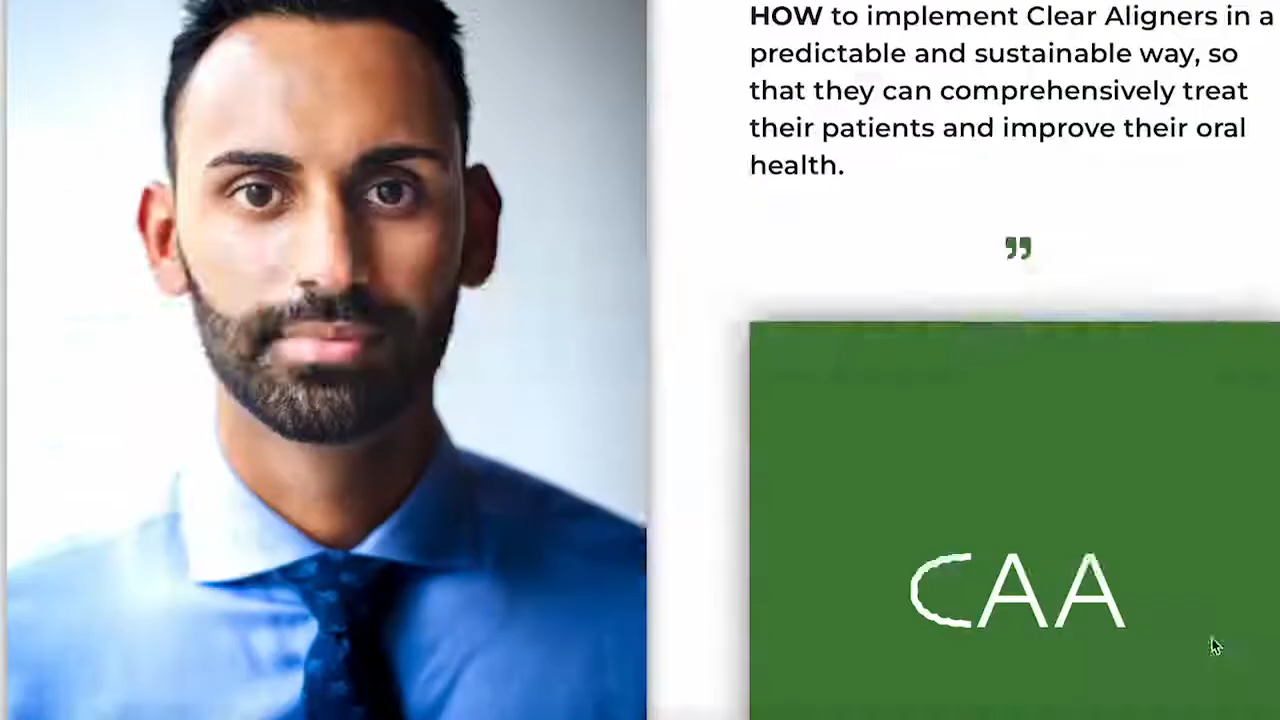 HOW to implement Clear Aligners in a
predictable and sustainable way, so
that they can comprehensively treat
their patients and improve their oral
health.
”
CAA